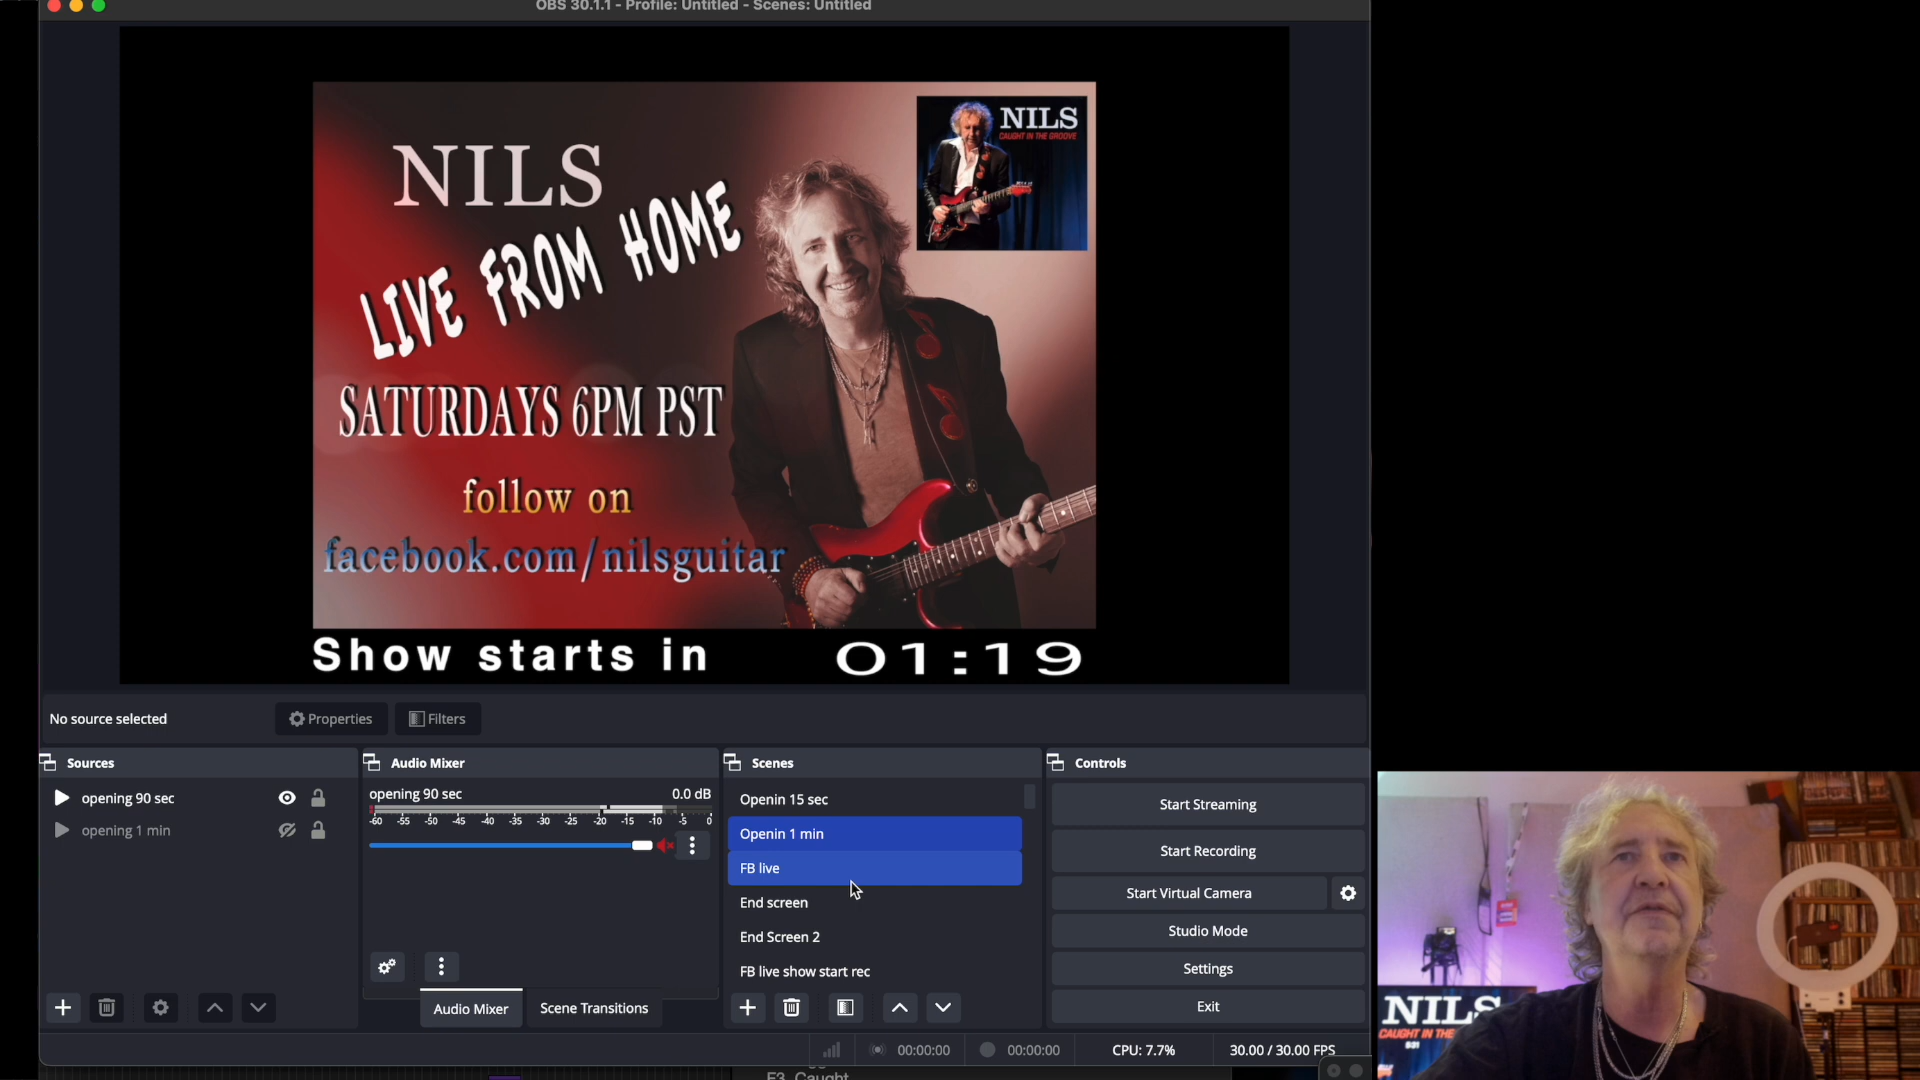 OBS 30.1.1 - Profile: Untitled - Scenes: Untitled
NILS
CAUGHT IN THE GROOVE
NILS
LIVE FROM HOME
SATURDAYS 6PM PST
follow on
facebook.com/nilsguitar
Show starts in 01:19
No source selected
Properties
Filters
Sources
opening 90 sec
opening 1 min
Audio Mixer
opening 90 sec 0.0 dB
-60 -55 -50 -45 -40 -35 -30 -25 -20 -15 -10 -5 0
Audio Mixer
Scene Transitions
Scenes
Openin 15 sec
Openin 1 min
FB live
End screen
End Screen 2
FB live show start rec
Controls
Start Streaming
Start Recording
Start Virtual Camera
Studio Mode
Settings
Exit
00:00:00
00:00:00
CPU: 7.7%
30.00 / 30.00 FPS
NILS
CAUGHT IN THE